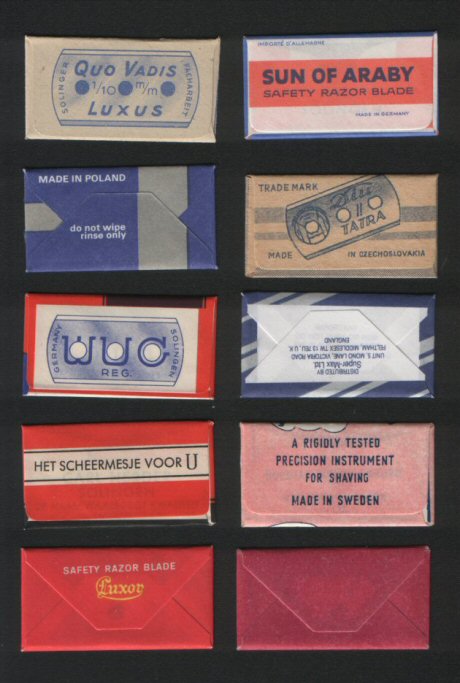 SOLINGER
QUO VADIS
1/10 m/m
LUXUS
FACHARBEIT
IMPORTÉ D'ALLEMAGNE
SUN OF ARABY
SAFETY RAZOR BLADE
MADE IN GERMANY
MADE IN POLAND
do not wipe
rinse only
TRADE MARK
TATRA
MADE IN CZECHOSLOVAKIA
GERMANY
WUG
REG.
SOLINGEN
DISTRIBUTED BY
Super-Max Ltd.
UNIT 5, MONO LANE, VICTORIA ROAD
FELTHAM, MIDDLESEX TW 13 7EU, U.K.
ENGLAND
HET SCHEERMESJE VOOR U
A RIGIDLY TESTED
PRECISION INSTRUMENT
FOR SHAVING
MADE IN SWEDEN
SAFETY RAZOR BLADE
Luxor